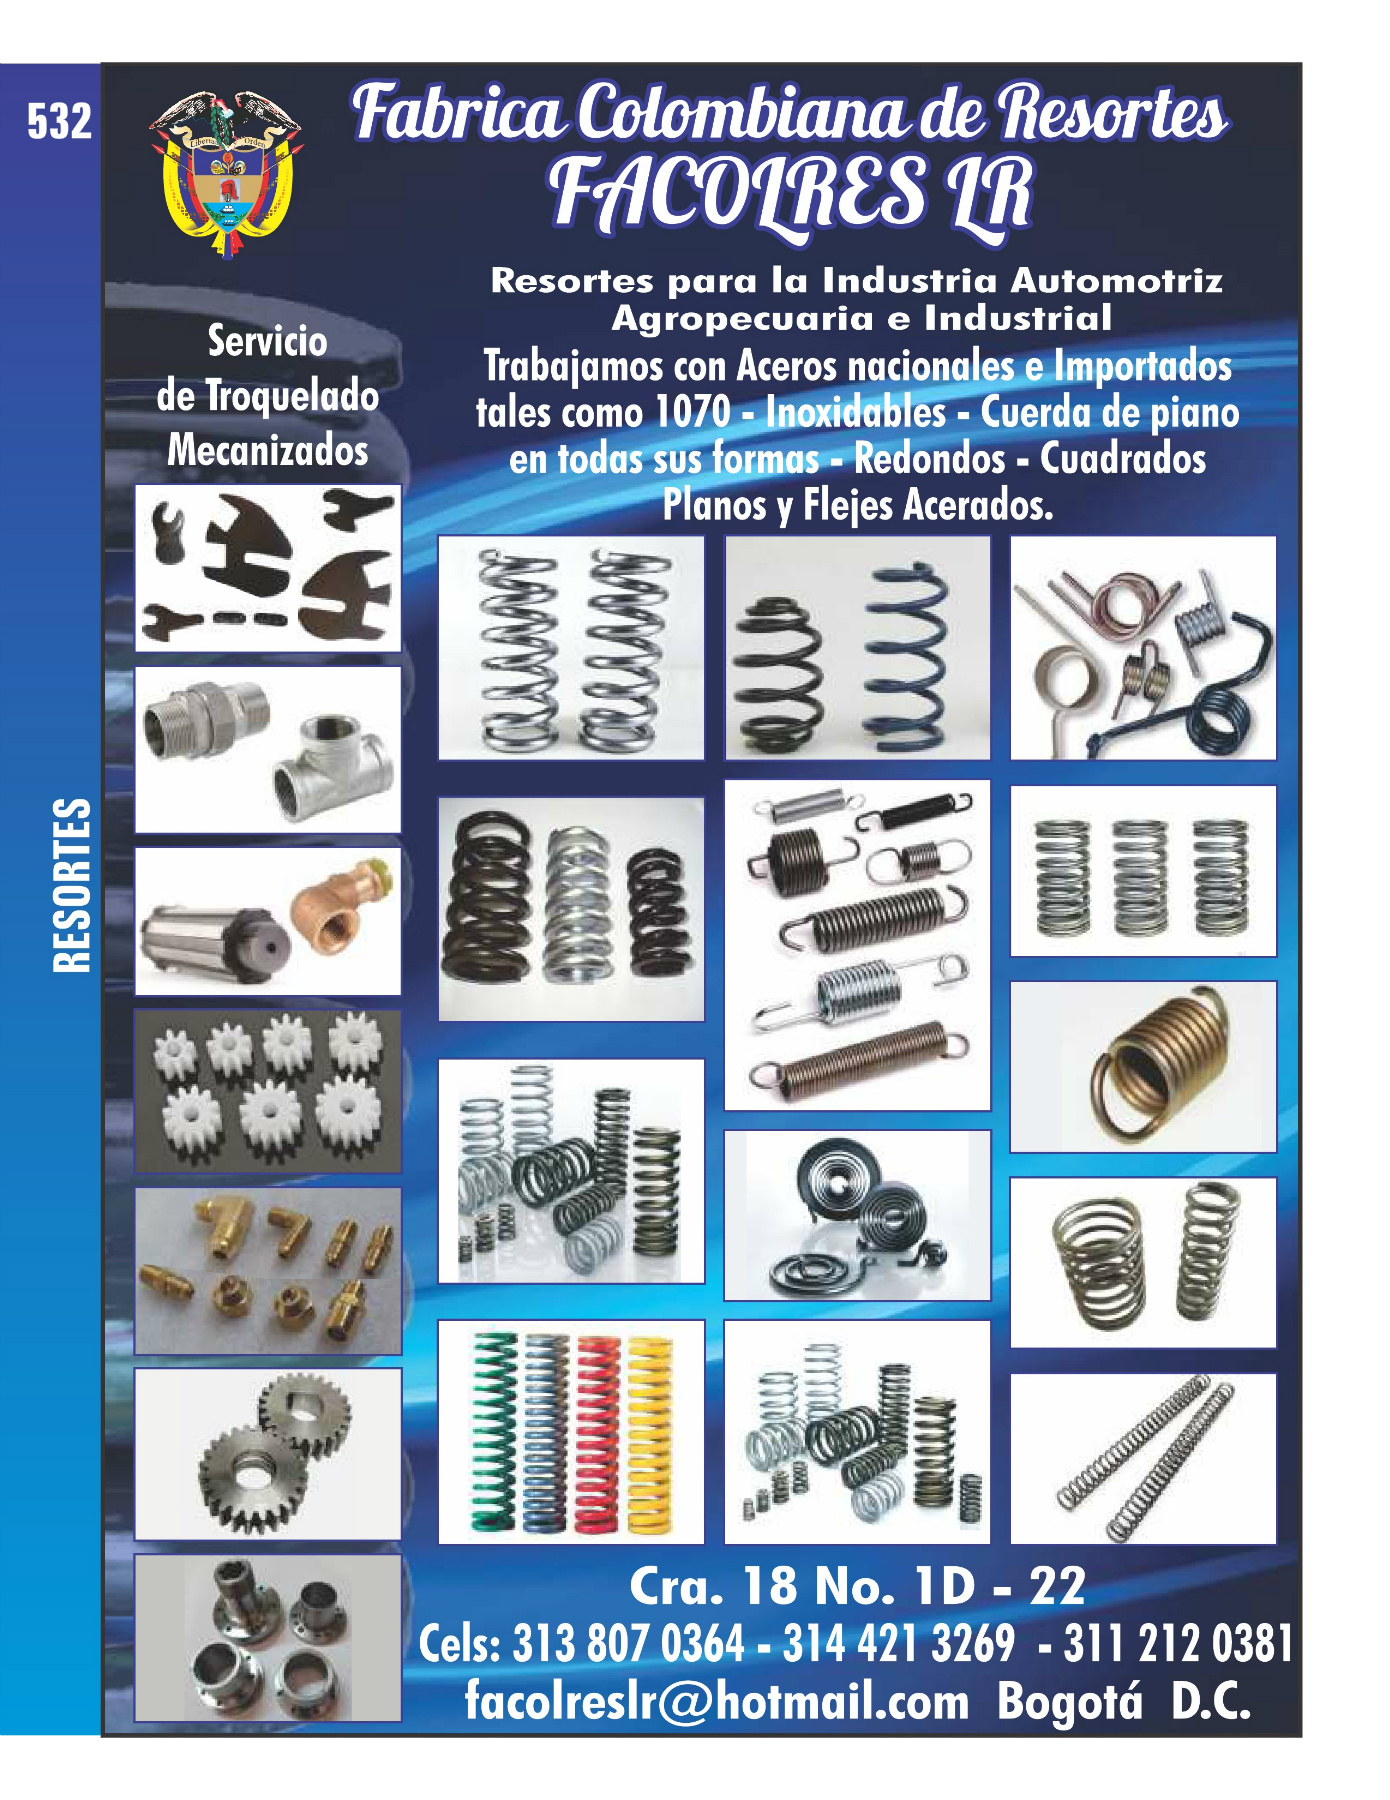 532
RESORTES
Libertad y Orden
Fabrica Colombiana de Resortes
FACOLRES LR
Resortes para la Industria Automotriz
Agropecuaria e Industrial
Trabajamos con Aceros nacionales e Importados
tales como 1070 - Inoxidables - Cuerda de piano
en todas sus formas - Redondos - Cuadrados
Planos y Flejes Acerados.
Servicio
de Troquelado
Mecanizados
Cra. 18 No. 1D - 22
Cels: 313 807 0364 - 314 421 3269 - 311 212 0381
facolreslr@hotmail.com Bogotá D.C.